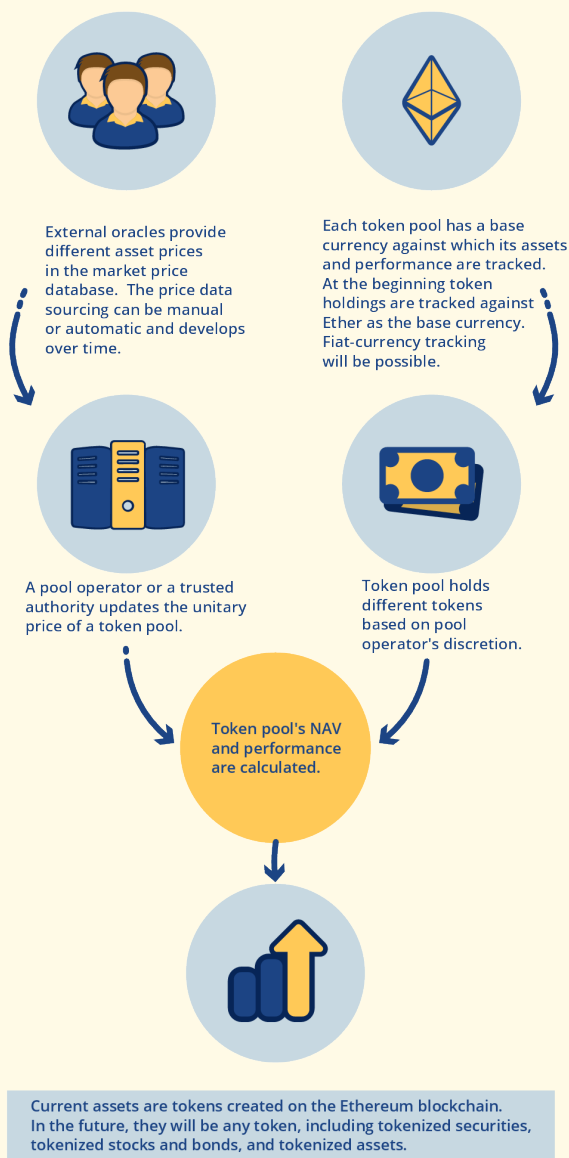 External oracles provide
different asset prices
in the market price
database.  The price data
sourcing can be manual
or automatic and develops
over time.
Each token pool has a base
currency against which its assets
and performance are tracked.
At the beginning token
holdings are tracked against
Ether as the base currency.
Fiat-currency tracking
will be possible.
A pool operator or a trusted
authority updates the unitary
price of a token pool.
Token pool holds
different tokens
based on pool
operator's discretion.
Token pool's NAV
and performance
are calculated.
Current assets are tokens created on the Ethereum blockchain.
In the future, they will be any token, including tokenized securities,
tokenized stocks and bonds, and tokenized assets.